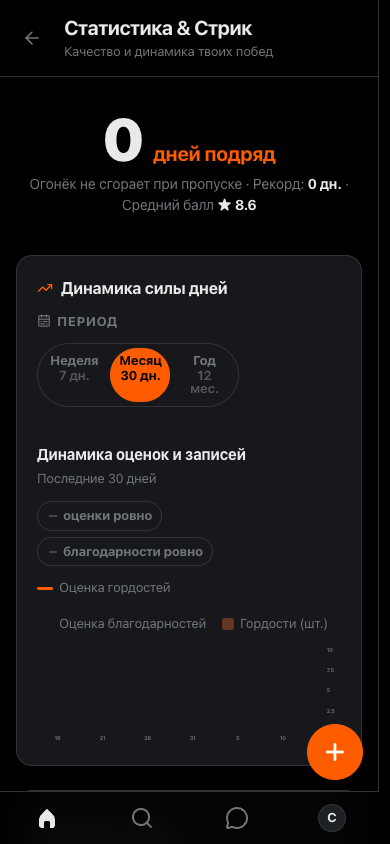 Статистика & Стрик
Качество и динамика твоих побед
0 дней подряд
Огонёк не сгорает при пропуске · Рекорд: 0 дн. ·
Средний балл ★ 8.6
Динамика силы дней
ПЕРИОД
Неделя
7 дн.
Месяц
30 дн.
Год
12
мес.
Динамика оценок и записей
Последние 30 дней
— оценки ровно
— благодарности ровно
Оценка гордостей
Оценка благодарностей
Гордости (шт.)
10
7.5
5
2.5
16 21 26 31 5 10
С